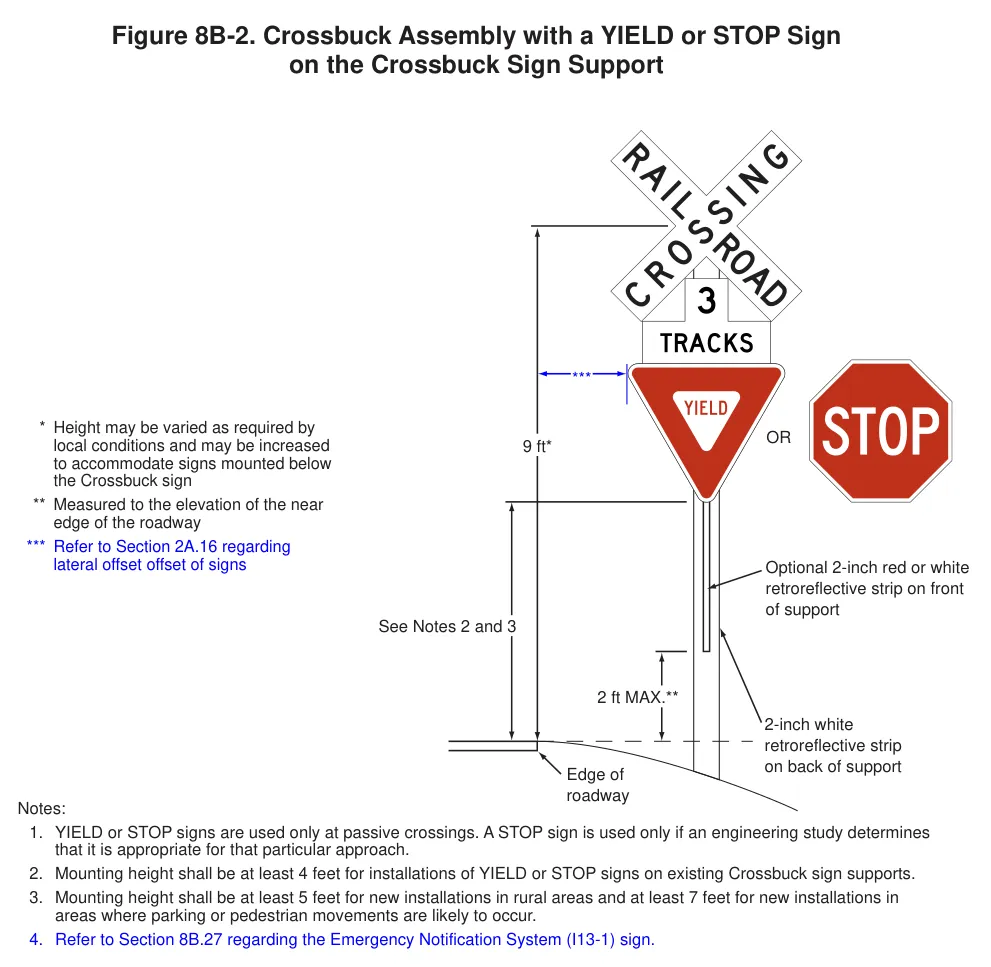 Figure 8B-2. Crossbuck Assembly with a YIELD or STOP Sign
on the Crossbuck Sign Support
RAILROAD
CROSSING
3
TRACKS
***
YIELD
OR
STOP
9 ft*
* Height may be varied as required by
local conditions and may be increased
to accommodate signs mounted below
the Crossbuck sign
** Measured to the elevation of the near
edge of the roadway
*** Refer to Section 2A.16 regarding
lateral offset offset of signs
Optional 2-inch red or white
retroreflective strip on front
of support
See Notes 2 and 3
2 ft MAX.**
2-inch white
retroreflective strip
on back of support
Edge of
roadway
Notes:
1. YIELD or STOP signs are used only at passive crossings. A STOP sign is used only if an engineering study determines
that it is appropriate for that particular approach.
2. Mounting height shall be at least 4 feet for installations of YIELD or STOP signs on existing Crossbuck sign supports.
3. Mounting height shall be at least 5 feet for new installations in rural areas and at least 7 feet for new installations in
areas where parking or pedestrian movements are likely to occur.
4. Refer to Section 8B.27 regarding the Emergency Notification System (I13-1) sign.